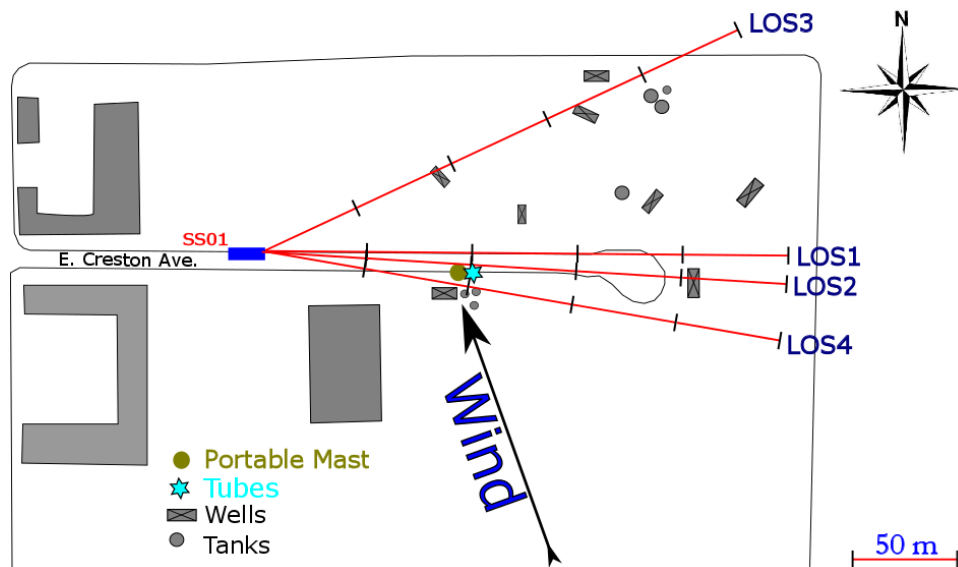 LOS3
N
SS01
E. Creston Ave.
LOS1
LOS2
LOS4
Wind
Portable Mast
Tubes
Wells
Tanks
50 m